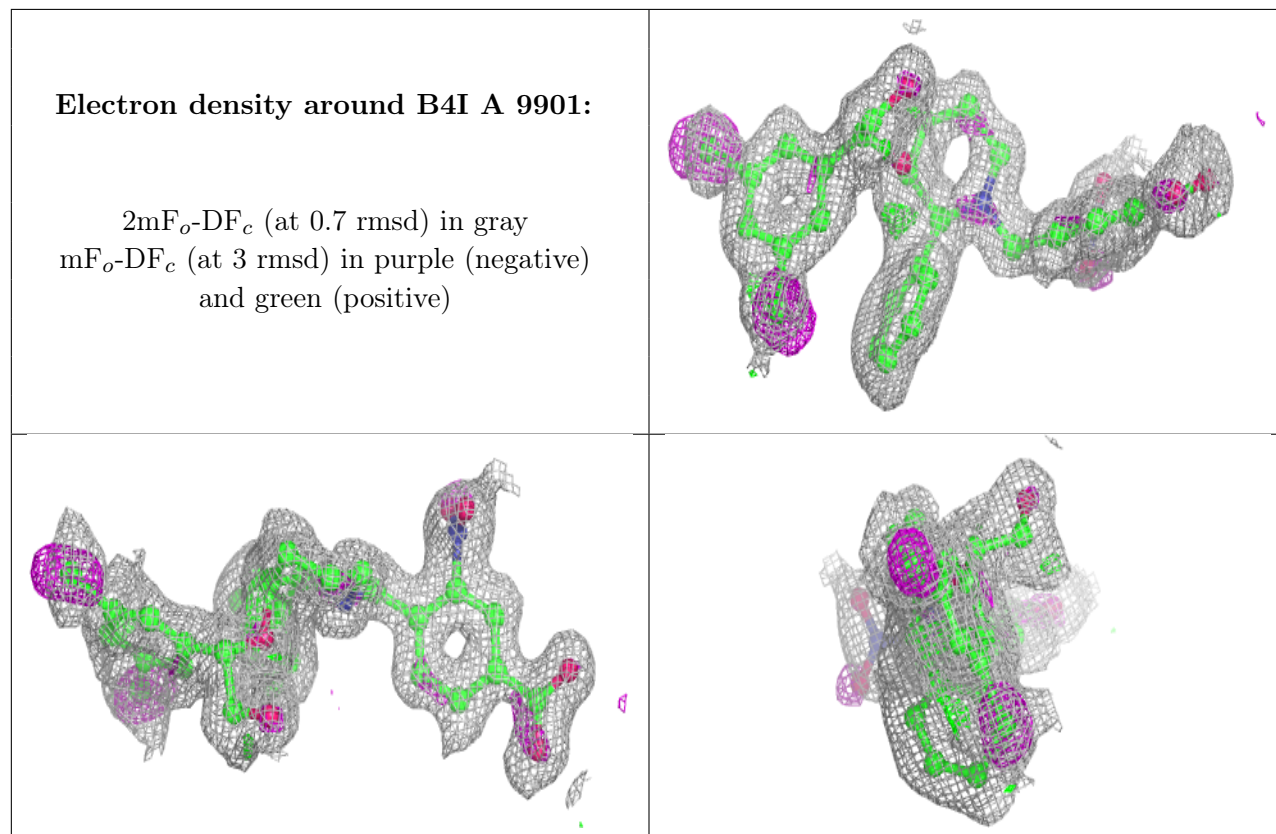 Electron density around B4I A 9901:
2mFo-DFc (at 0.7 rmsd) in gray
mFo-DFc (at 3 rmsd) in purple (negative)
and green (positive)